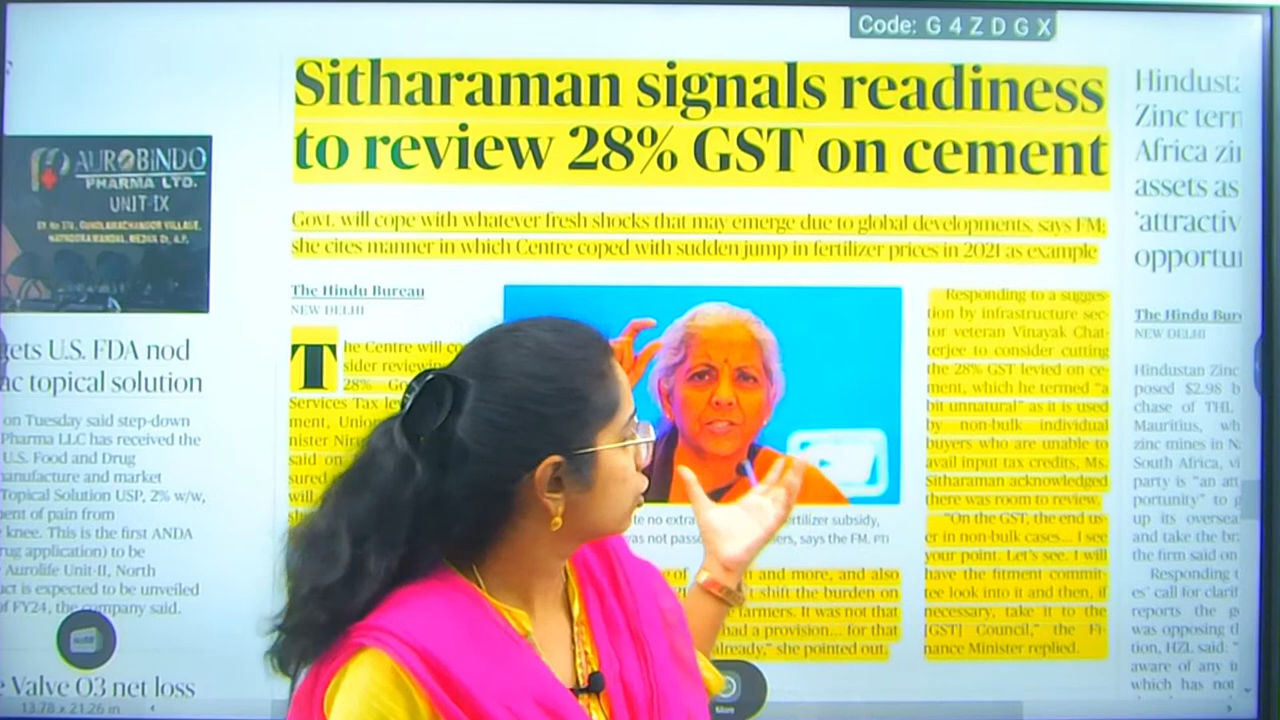 Code: G 4 Z D G X
Sitharaman signals readiness
to review 28% GST on cement
Govt. will cope with whatever fresh shocks that may emerge due to global developments, says FM;
she cites manner in which Centre coped with sudden jump in fertilizer prices in 2021 as example
The Hindu Bureau
NEW DELHI
The Centre will co
sider reviewing
28% Go
Services Tax le
ment, Union
nister Nir
said on
sured
will
te no extra
ertilizer subsidy,
as not pass
ers, says the FM. PTI
of
t and more, and also
t shift the burden on
farmers. It was not that
had a provision... for that
already," she pointed out.
Responding to a sugges-
tion by infrastructure sec-
tor veteran Vinayak Chat-
terjee to consider cutting
the 28% GST levied on ce-
ment, which he termed "a
bit unnatural" as it is used
by non-bulk individual
buyers who are unable to
avail input tax credits, Ms.
Sitharaman acknowledged
there was room to review.
"On the GST, the end us-
er in non-bulk cases... I see
your point. Let's see. I will
have the fitment commit-
tee look into it and then, if
necessary, take it to the
[GST] Council," the Fi-
nance Minister replied.
AUROBINDO
PHARMA LTD.
UNIT-IX
gets U.S. FDA nod
ac topical solution
on Tuesday said step-down
Pharma LLC has received the
U.S. Food and Drug
manufacture and market
Topical Solution USP, 2% w/w,
ent of pain from
knee. This is the first ANDA
rug application) to be
Aurolife Unit-II, North
uct is expected to be unveiled
of FY24, the company said.
Valve O3 net loss
13.78 x 21.26 in
Hindusta
Zinc term
Africa zin
assets as
'attractiv
opportu
The Hindu Bure
NEW DELHI
Hindustan Zinc
posed $2.98 b
chase of THL
Mauritius, wh
zinc mines in N
South Africa, vi
party is "an att
portunity" to g
up its oversea
and take the br
the firm said on
Responding t
es' call for clarif
reports the g
was opposing th
tion, HZL said: "
aware of any i
which has not
More